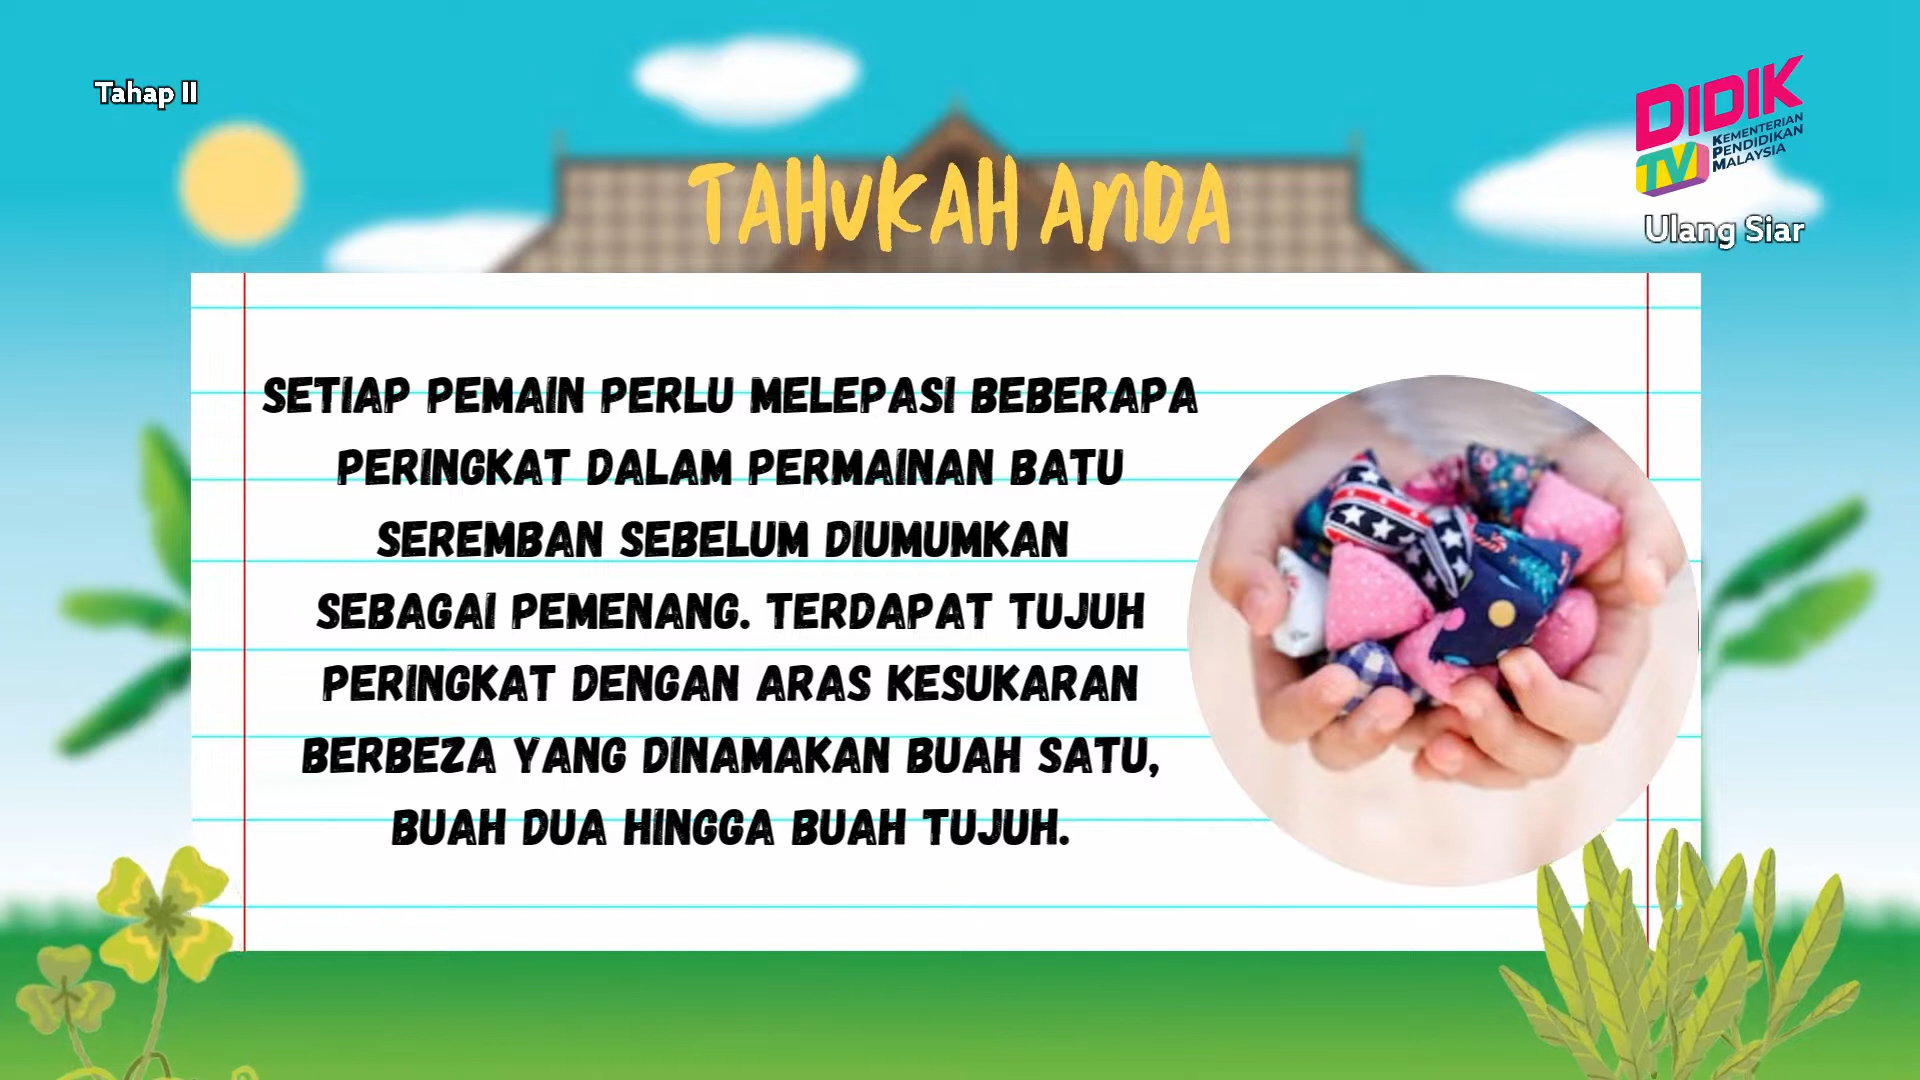 Tahap II
DIDIK
TV
KEMENTERIAN
PENDIDIKAN
MALAYSIA
Ulang Siar
TAHUKAH ANDA
SETIAP PEMAIN PERLU MELEPASI BEBERAPA
PERINGKAT DALAM PERMAINAN BATU
SEREMBAN SEBELUM DIUMUMKAN
SEBAGAI PEMENANG. TERDAPAT TUJUH
PERINGKAT DENGAN ARAS KESUKARAN
BERBEZA YANG DINAMAKAN BUAH SATU,
BUAH DUA HINGGA BUAH TUJUH.